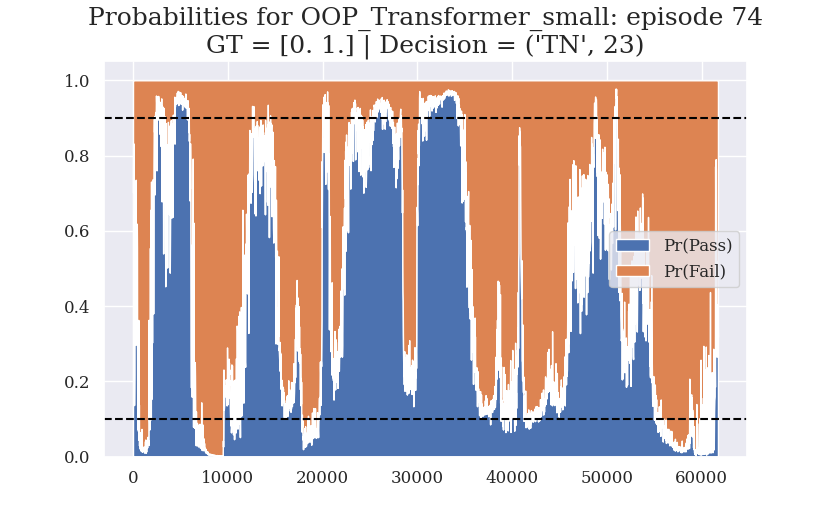 Probabilities for OOP_Transformer_small: episode 74
GT = [0. 1.] | Decision = ('TN', 23)
1.0
0.8
0.6
0.4
0.2
0.0
Pr(Pass)
Pr(Fail)
0 10000 20000 30000 40000 50000 60000